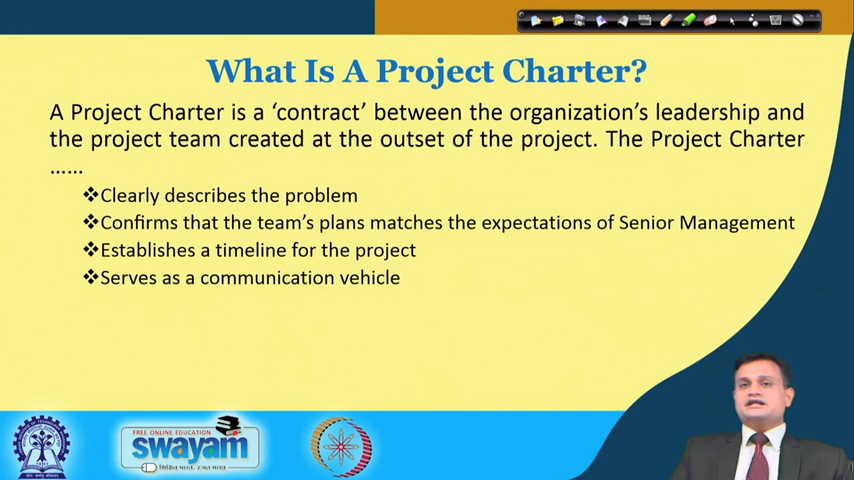 What Is A Project Charter?
A Project Charter is a ‘contract’ between the organization’s leadership and
the project team created at the outset of the project. The Project Charter
……
❖Clearly describes the problem
❖Confirms that the team’s plans matches the expectations of Senior Management
❖Establishes a timeline for the project
❖Serves as a communication vehicle
FREE ONLINE EDUCATION
swayam